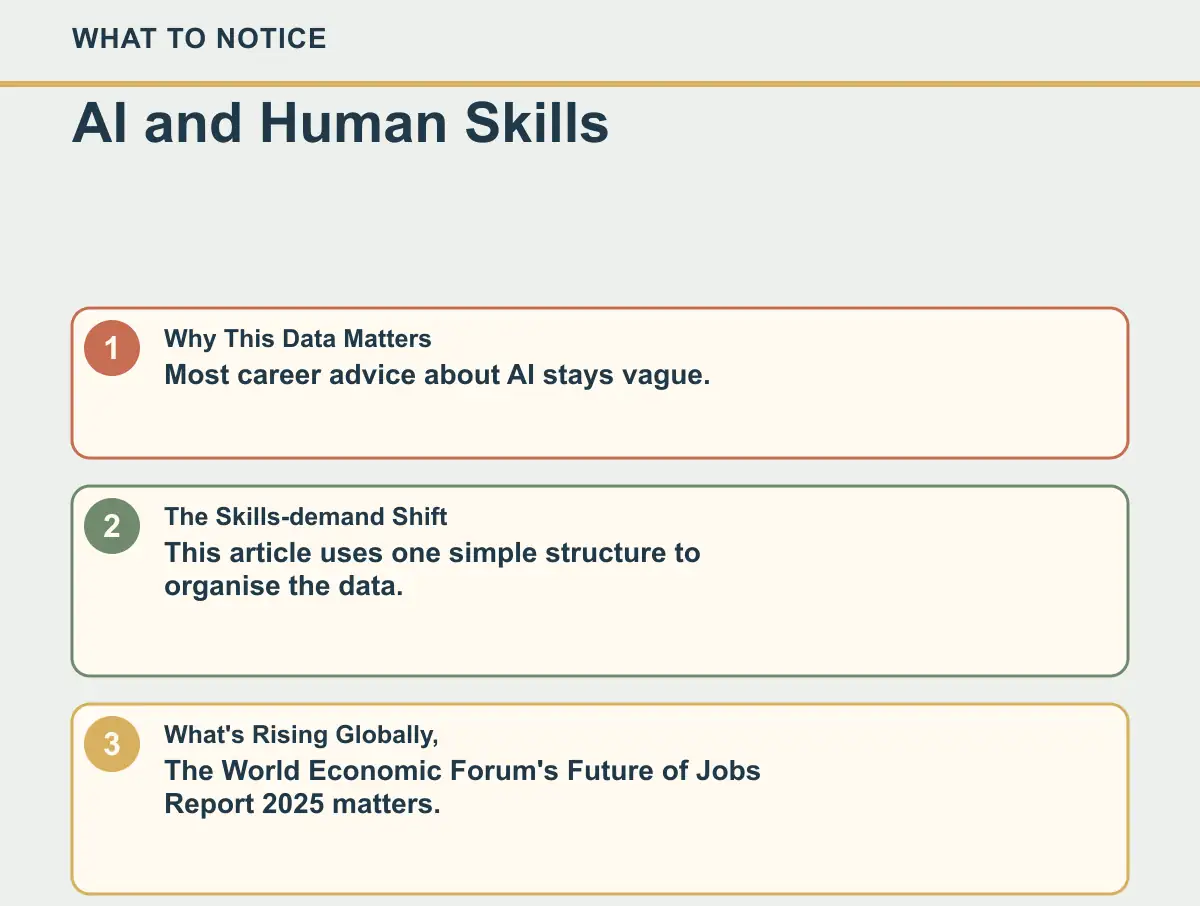 WHAT TO NOTICE
AI and Human Skills
1
Why This Data Matters
Most career advice about AI stays vague.
2
The Skills-demand Shift
This article uses one simple structure to
organise the data.
3
What's Rising Globally,
The World Economic Forum's Future of Jobs
Report 2025 matters.